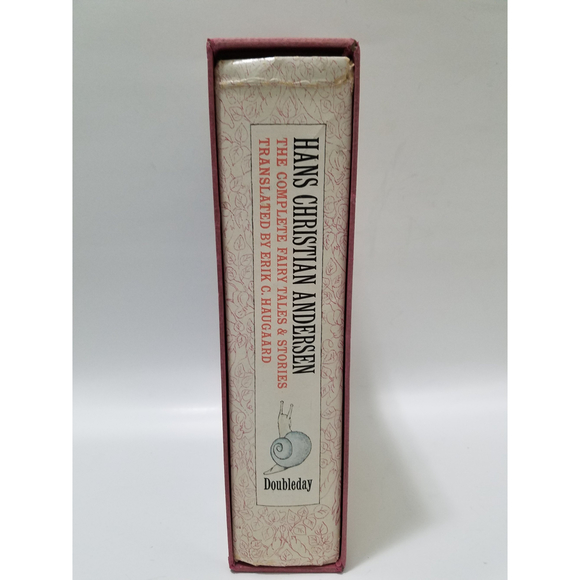 HANS CHRISTIAN ANDERSEN
THE COMPLETE FAIRY TALES & STORIES
TRANSLATED BY ERIK C. HAUGAARD
Doubleday